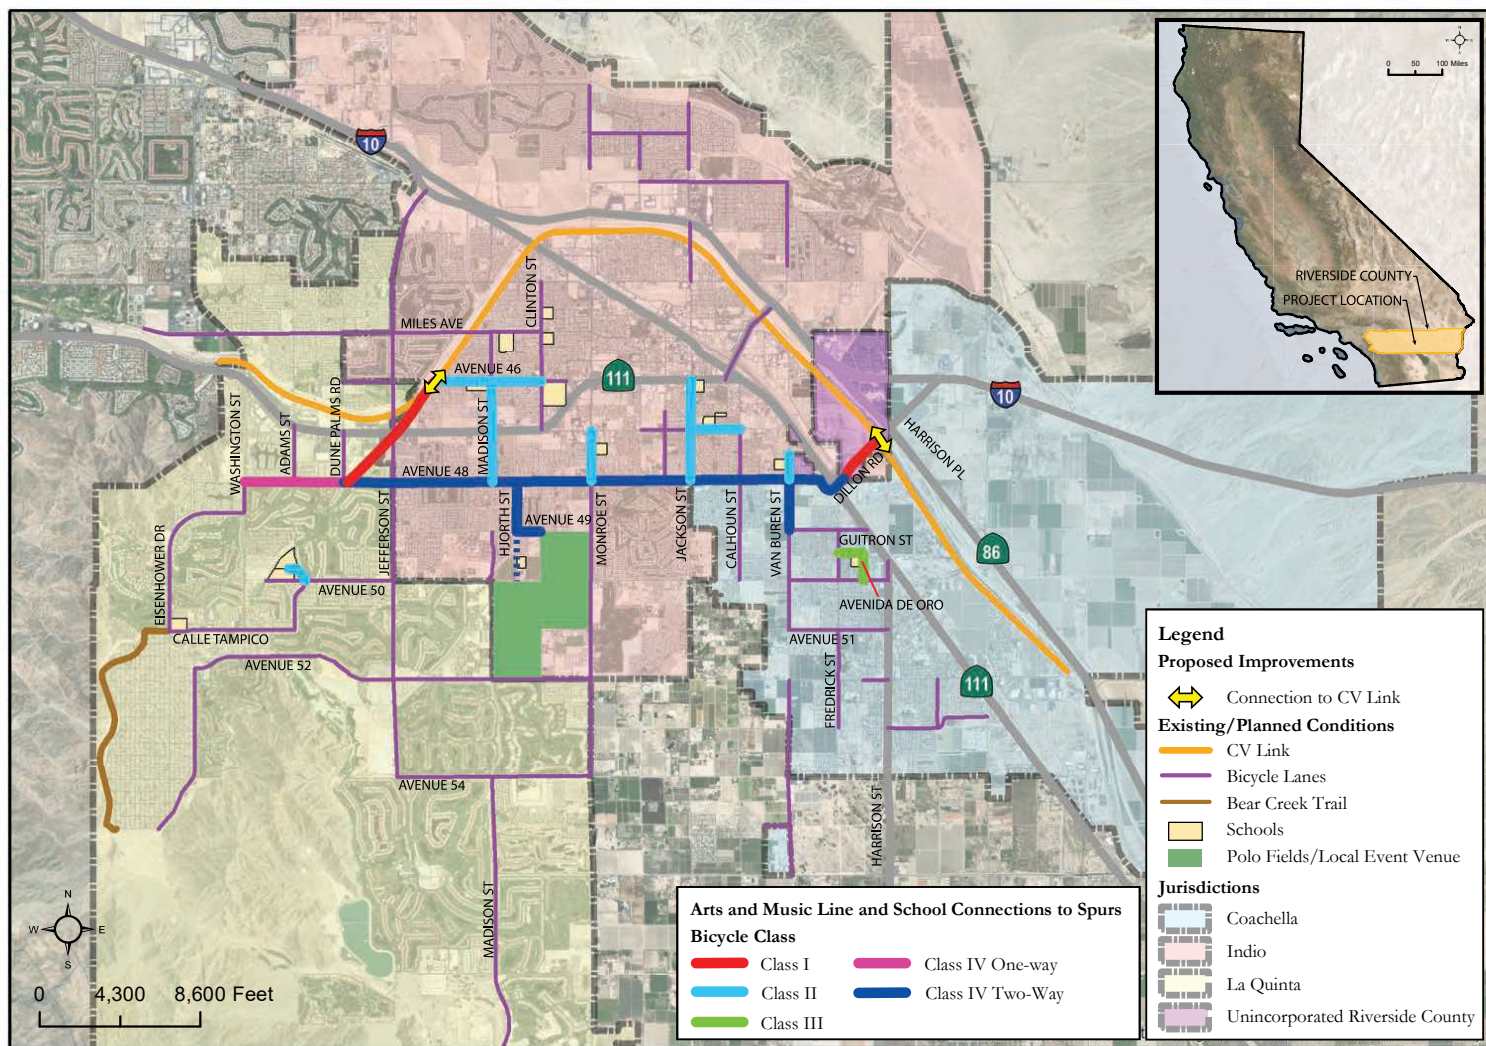 N
W
E
S
0 50 100 Miles
RIVERSIDE COUNTY
PROJECT LOCATION
10
CLINTON ST
MILES AVE
AVENUE 46
111
10
WASHINGTON ST
ADAMS ST
DUNE PALMS RD
MADISON ST
HARRISON PL
AVENUE 48
DILLON RD
JEFFERSON ST
HJORTH ST
AVENUE 49
MONROE ST
JACKSON ST
CALHOUN ST
VAN BUREN ST
GUITRON ST
86
EISENHOWER DR
AVENUE 50
AVENIDA DE ORO
CALLE TAMPICO
AVENUE 51
AVENUE 52
FREDRICK ST
111
AVENUE 54
HARRISON ST
MADISON ST
N
W
E
S
0 4,300 8,600 Feet
Arts and Music Line and School Connections to Spurs
Bicycle Class
Class I
Class IV One-way
Class II
Class IV Two-Way
Class III
Legend
Proposed Improvements
Connection to CV Link
Existing/Planned Conditions
CV Link
Bicycle Lanes
Bear Creek Trail
Schools
Polo Fields/Local Event Venue
Jurisdictions
Coachella
Indio
La Quinta
Unincorporated Riverside County